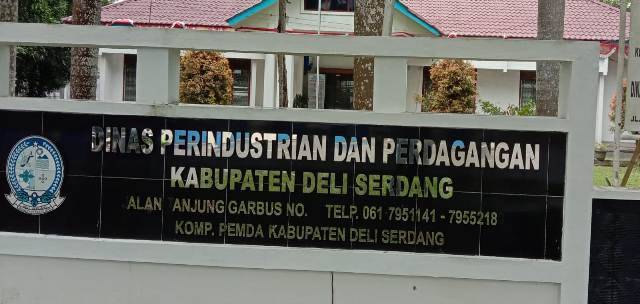 DINAS PERINDUSTRIAN DAN PERDAGANGAN
KABUPATEN DELI SERDANG
ALAN TANJUNG GARBUS NO. TELP. 061 7951141 - 7955218
KOMP. PEMDA KABUPATEN DELI SERDANG